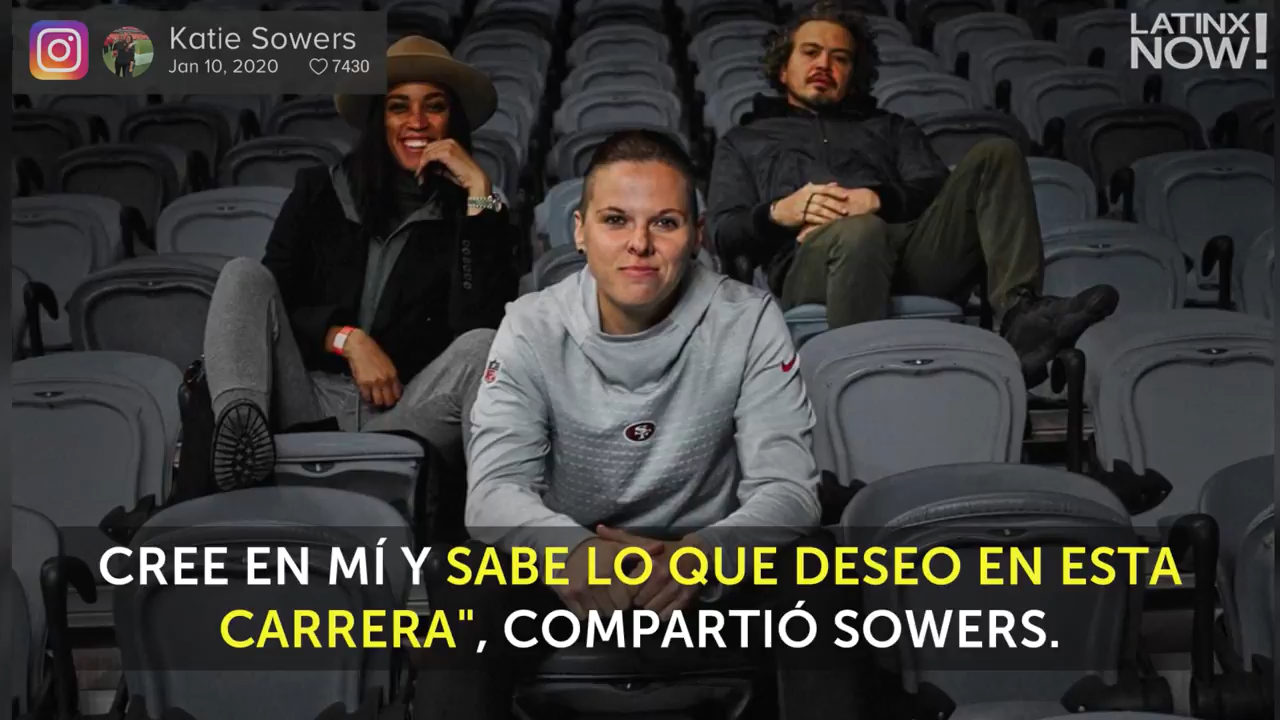 Katie Sowers
Jan 10, 2020 7430
LATINX
NOW!
CREE EN MÍ Y SABE LO QUE DESEO EN ESTA
CARRERA", COMPARTIÓ SOWERS.